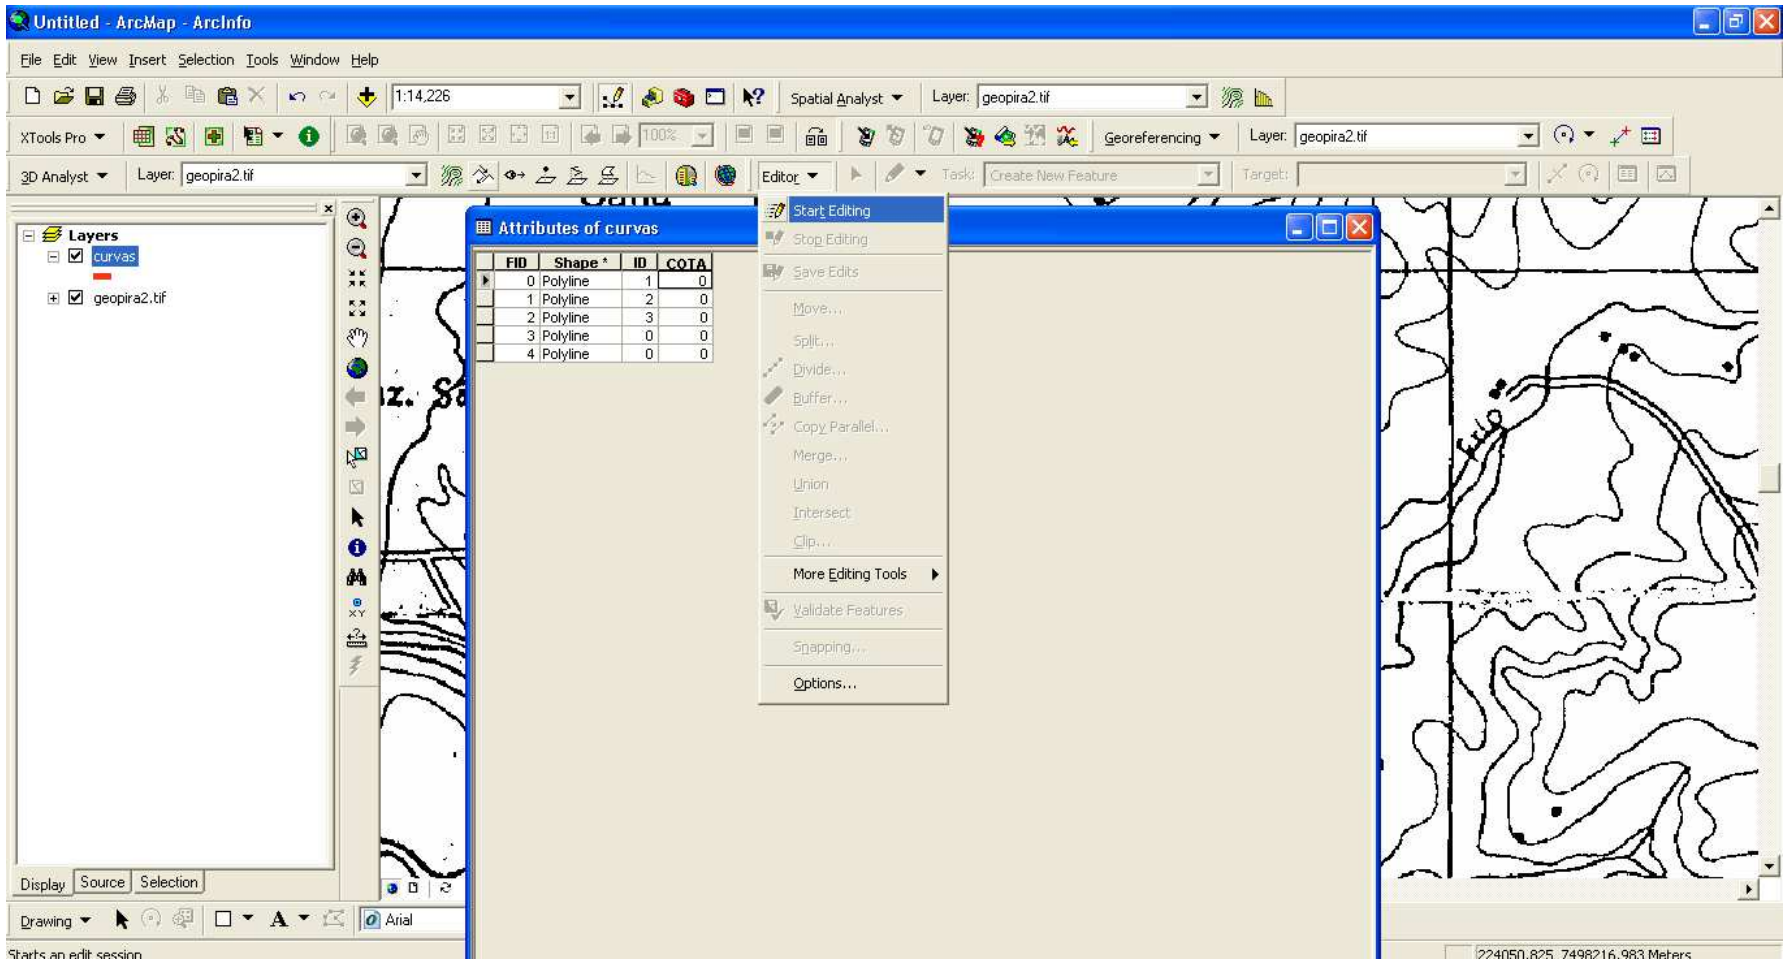 Untitled - ArcMap - ArcInfo
File Edit View Insert Selection Tools Window Help
1:14,226
Spatial Analyst
Layer: geopira2.tif
XTools Pro
100%
Georeferencing
Layer: geopira2.tif
3D Analyst
Layer: geopira2.tif
Editor
Task: Create New Feature
Target:
Layers
curvas
geopira2.tif
Attributes of curvas
FID Shape * ID COTA
0 Polyline 1 0
1 Polyline 2 0
2 Polyline 3 0
3 Polyline 0 0
4 Polyline 0 0
Start Editing
Stop Editing
Save Edits
Move...
Split...
Divide...
Buffer...
Copy Parallel...
Merge...
Union
Intersect
Clip...
More Editing Tools
Validate Features
Snapping...
Options...
Frio
XY
Display Source Selection
Drawing
A
Arial
Starts an edit session
224050,825 7498216,983 Meters